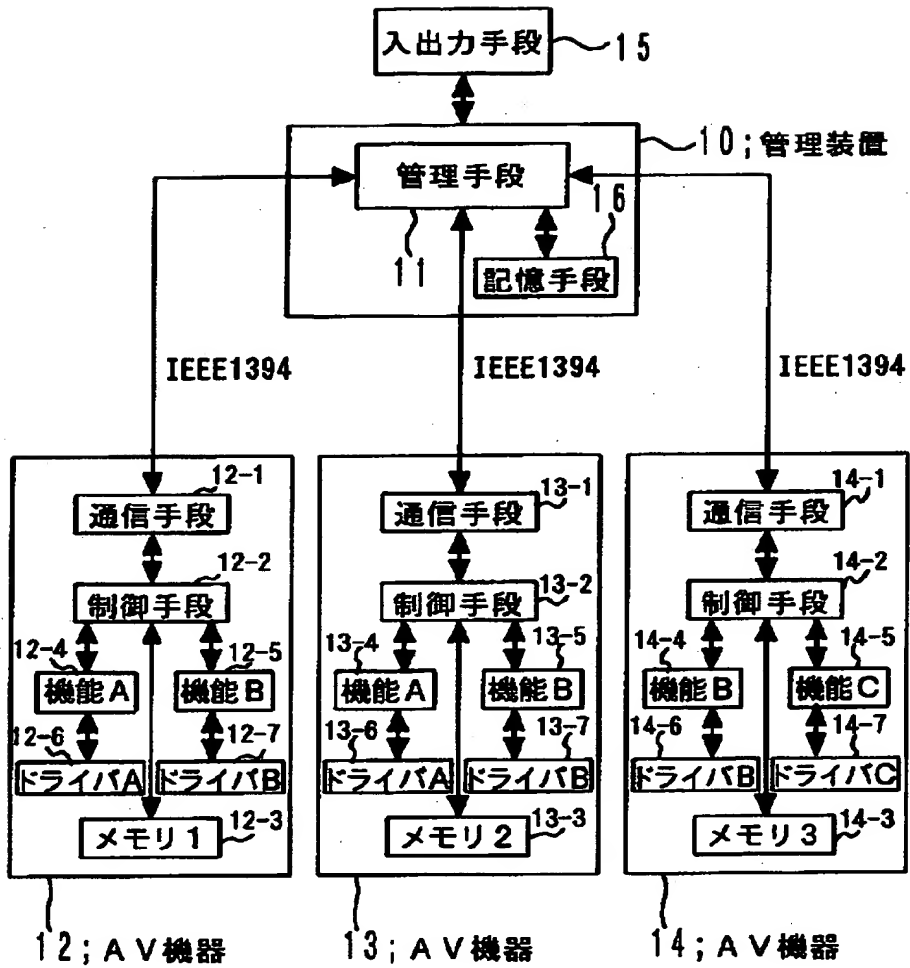 入出力手段
15
10;管理装置
管理手段
16
11
記憶手段
IEEE1394
IEEE1394
IEEE1394
12-1
通信手段
12-2
制御手段
12-4
12-5
機能A
機能B
12-6
12-7
ドライバA
ドライバB
メモリ1
12-3
12;AV機器
13-1
通信手段
13-2
制御手段
13-4
13-5
機能A
機能B
13-6
13-7
ドライバA
ドライバB
メモリ2
13-3
13;AV機器
14-1
通信手段
14-2
制御手段
14-4
14-5
機能B
機能C
14-6
14-7
ドライバB
ドライバC
メモリ3
14-3
14;AV機器